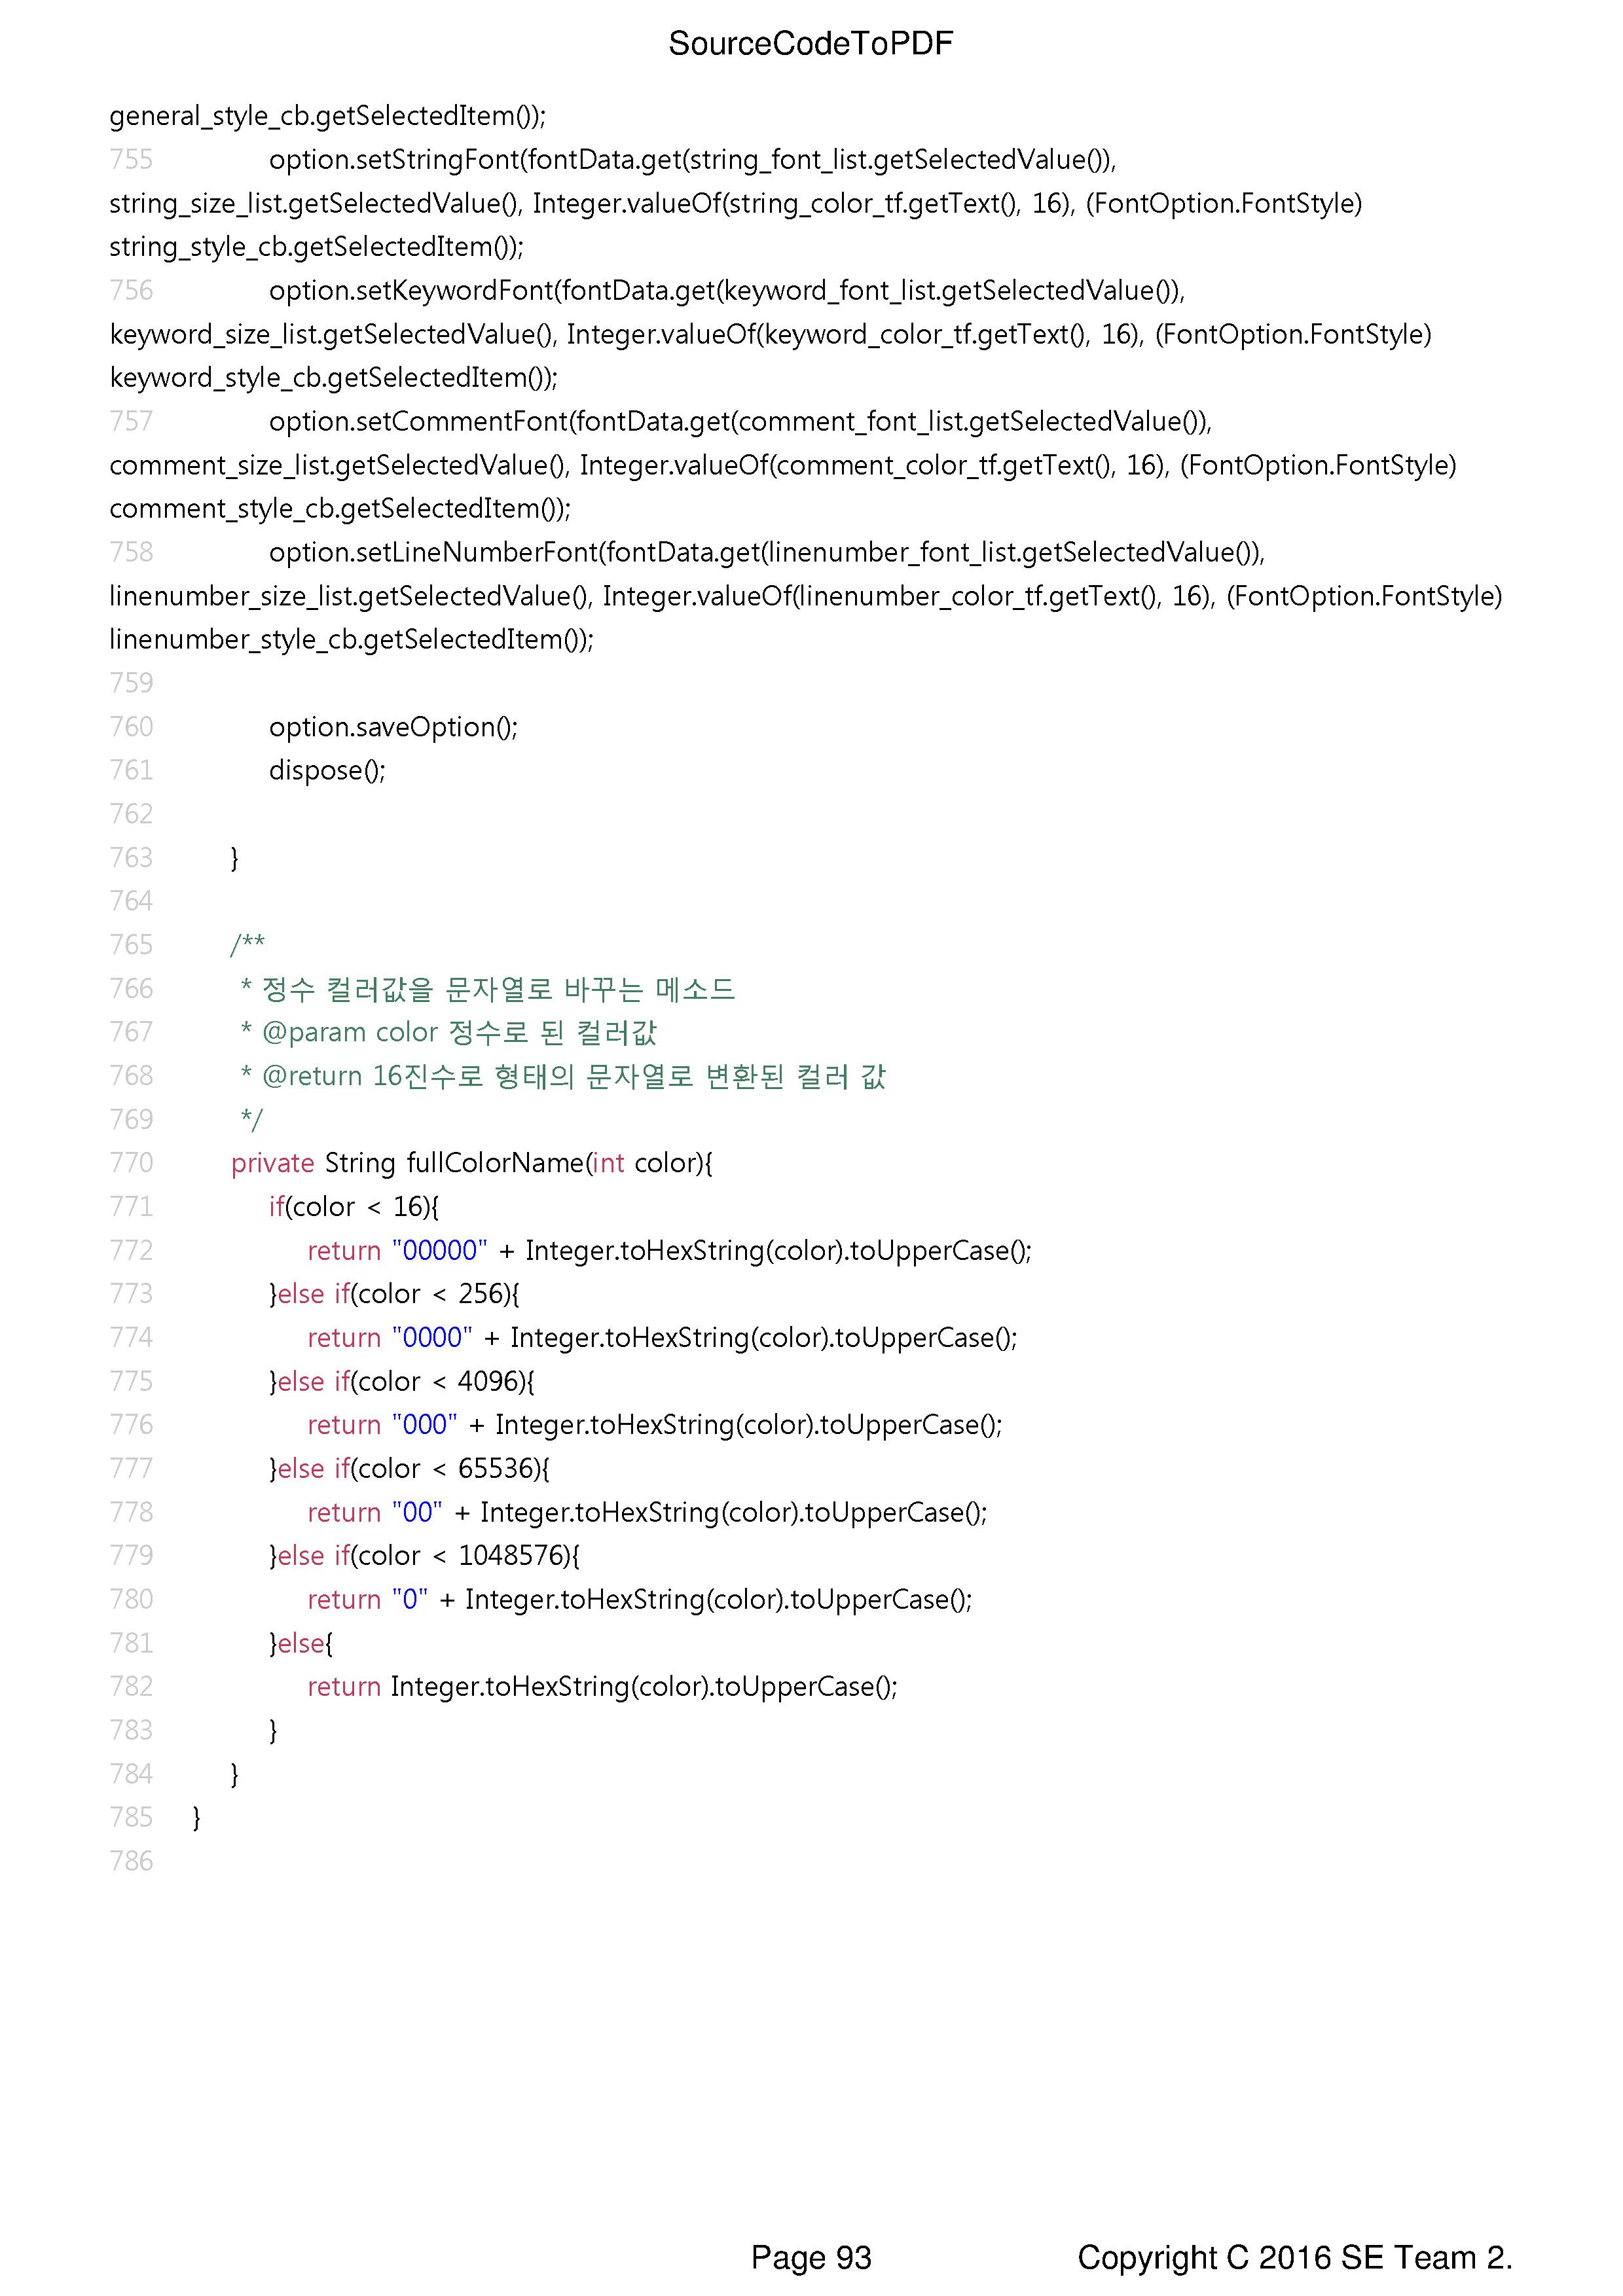 SourceCodeToPDF
general_style_cb.getSelectedItem());
755 option.setStringFont(fontData.get(string_font_list.getSelectedValue()),
string_size_list.getSelectedValue(), Integer.valueOf(string_color_tf.getText(), 16), (FontOption.FontStyle)
string_style_cb.getSelectedItem());
756 option.setKeywordFont(fontData.get(keyword_font_list.getSelectedValue()),
keyword_size_list.getSelectedValue(), Integer.valueOf(keyword_color_tf.getText(), 16), (FontOption.FontStyle)
keyword_style_cb.getSelectedItem());
757 option.setCommentFont(fontData.get(comment_font_list.getSelectedValue()),
comment_size_list.getSelectedValue(), Integer.valueOf(comment_color_tf.getText(), 16), (FontOption.FontStyle)
comment_style_cb.getSelectedItem());
758 option.setLineNumberFont(fontData.get(linenumber_font_list.getSelectedValue()),
linenumber_size_list.getSelectedValue(), Integer.valueOf(linenumber_color_tf.getText(), 16), (FontOption.FontStyle)
linenumber_style_cb.getSelectedItem());
759
760 option.saveOption();
761 dispose();
762
763 }
764
765 /**
766 * 정수 컬러값을 문자열로 바꾸는 메소드
767 * @param color 정수로 된 컬러값
768 * @return 16진수로 형태의 문자열로 변환된 컬러 값
769 */
770 private String fullColorName(int color){
771 if(color < 16){
772 return "00000" + Integer.toHexString(color).toUpperCase();
773 }else if(color < 256){
774 return "0000" + Integer.toHexString(color).toUpperCase();
775 }else if(color < 4096){
776 return "000" + Integer.toHexString(color).toUpperCase();
777 }else if(color < 65536){
778 return "00" + Integer.toHexString(color).toUpperCase();
779 }else if(color < 1048576){
780 return "0" + Integer.toHexString(color).toUpperCase();
781 }else{
782 return Integer.toHexString(color).toUpperCase();
783 }
784 }
785 }
786
Page 93 Copyright C 2016 SE Team 2.